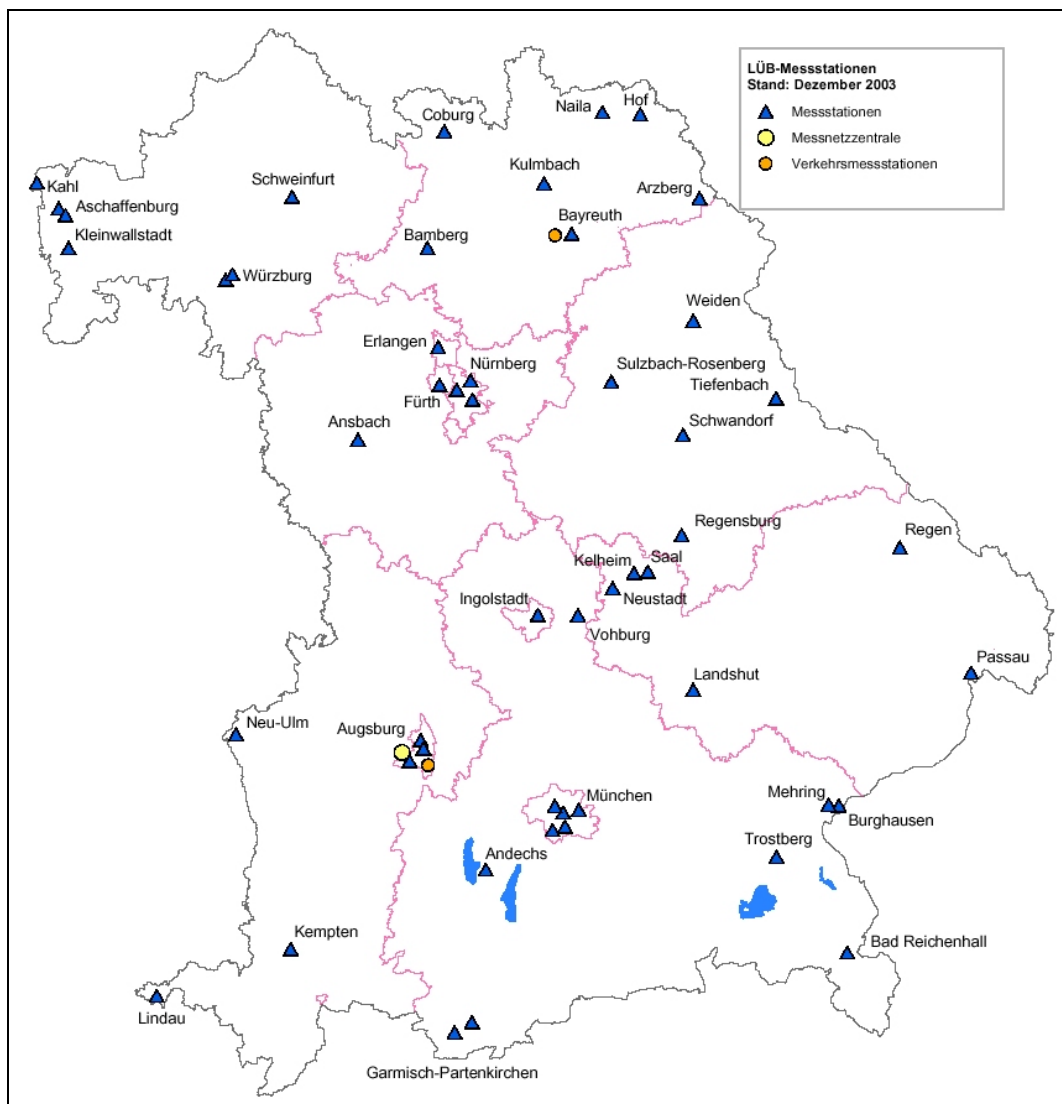 LÜB-Messstationen
Stand: Dezember 2003
Messstationen
Messnetzzentrale
Verkehrsmessstationen
Naila
Hof
Coburg
Kulmbach
Kahl
Schweinfurt
Arzberg
Aschaffenburg
Bayreuth
Kleinwallstadt
Bamberg
Würzburg
Weiden
Erlangen
Nürnberg
Sulzbach-Rosenberg
Tiefenbach
Fürth
Ansbach
Schwandorf
Regensburg
Regen
Kelheim
Saal
Neustadt
Ingolstadt
Vohburg
Passau
Landshut
Neu-Ulm
Augsburg
Mehring
München
Burghausen
Trostberg
Andechs
Kempten
Bad Reichenhall
Lindau
Garmisch-Partenkirchen